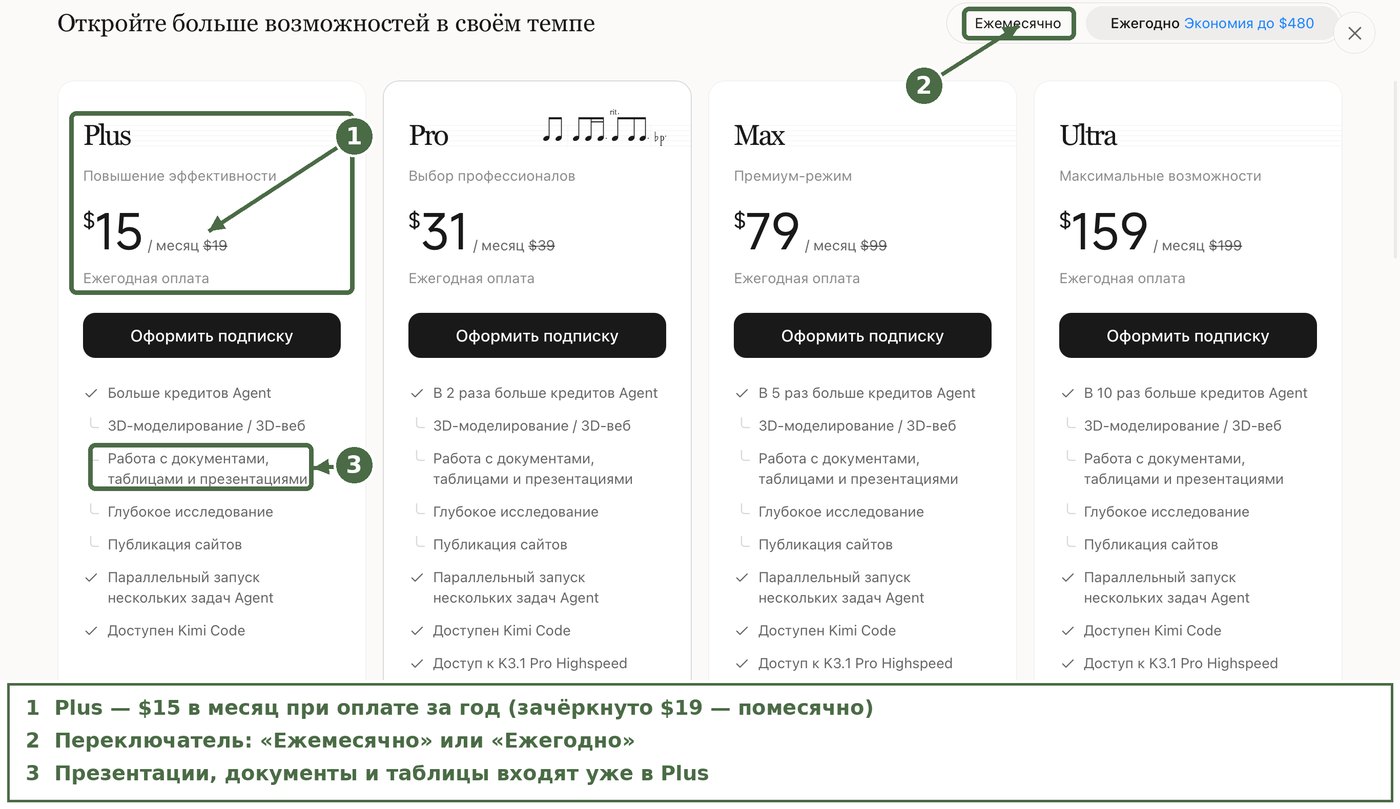 Откройте больше возможностей в своём темпе
Ежемесячно
Ежегодно Экономия до $480
2
Plus
1
Повышение эффективности
$15 / месяц $19
Ежегодная оплата
Оформить подписку
Больше кредитов Agent
3D-моделирование / 3D-веб
Работа с документами,
таблицами и презентациями
3
Глубокое исследование
Публикация сайтов
Параллельный запуск
нескольких задач Agent
Доступен Kimi Code
Pro
rit.
Выбор профессионалов
$31 / месяц $39
Ежегодная оплата
Оформить подписку
В 2 раза больше кредитов Agent
3D-моделирование / 3D-веб
Работа с документами,
таблицами и презентациями
Глубокое исследование
Публикация сайтов
Параллельный запуск
нескольких задач Agent
Доступен Kimi Code
Доступ к K3.1 Pro Highspeed
Max
Премиум-режим
$79 / месяц $99
Ежегодная оплата
Оформить подписку
В 5 раз больше кредитов Agent
3D-моделирование / 3D-веб
Работа с документами,
таблицами и презентациями
Глубокое исследование
Публикация сайтов
Параллельный запуск
нескольких задач Agent
Доступен Kimi Code
Доступ к K3.1 Pro Highspeed
Ultra
Максимальные возможности
$159 / месяц $199
Ежегодная оплата
Оформить подписку
В 10 раз больше кредитов Agent
3D-моделирование / 3D-веб
Работа с документами,
таблицами и презентациями
Глубокое исследование
Публикация сайтов
Параллельный запуск
нескольких задач Agent
Доступен Kimi Code
Доступ к K3.1 Pro Highspeed
1 Plus — $15 в месяц при оплате за год (зачёркнуто $19 — помесячно)
2 Переключатель: «Ежемесячно» или «Ежегодно»
3 Презентации, документы и таблицы входят уже в Plus